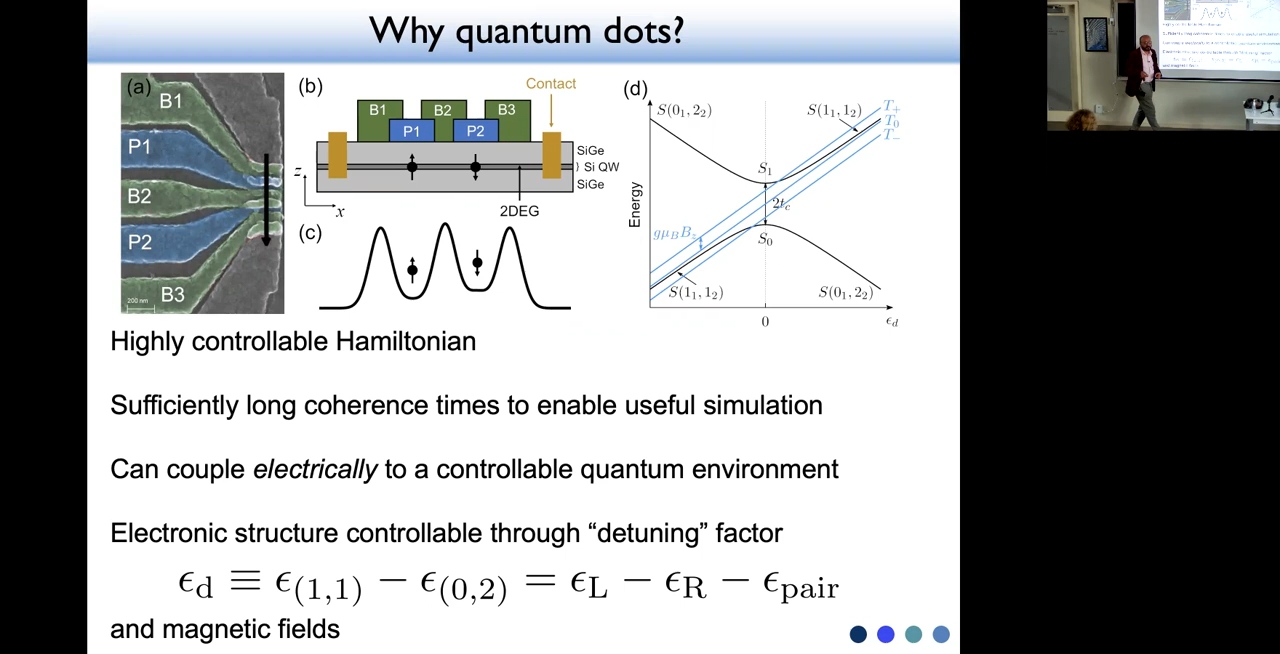 Why quantum dots?
(a)
B1
P1
B2
P2
B3
200 nm
(b)
Contact
B1 B2 B3
P1 P2
SiGe
} Si QW
SiGe
z
x
2DEG
(c)
(d)
S(0₁, 2₂) S(1₁, 1₂)
T₊
T₀
T₋
S₁
Energy
2t_c
gμ_B B_z
S₀
S(1₁, 1₂) S(0₁, 2₂)
0 ϵ_d
Highly controllable Hamiltonian
Sufficiently long coherence times to enable useful simulation
Can couple electrically to a controllable quantum environment
Electronic structure controllable through “detuning” factor
ϵ_d ≡ ϵ_(1,1) − ϵ_(0,2) = ϵ_L − ϵ_R − ϵ_pair
and magnetic fields